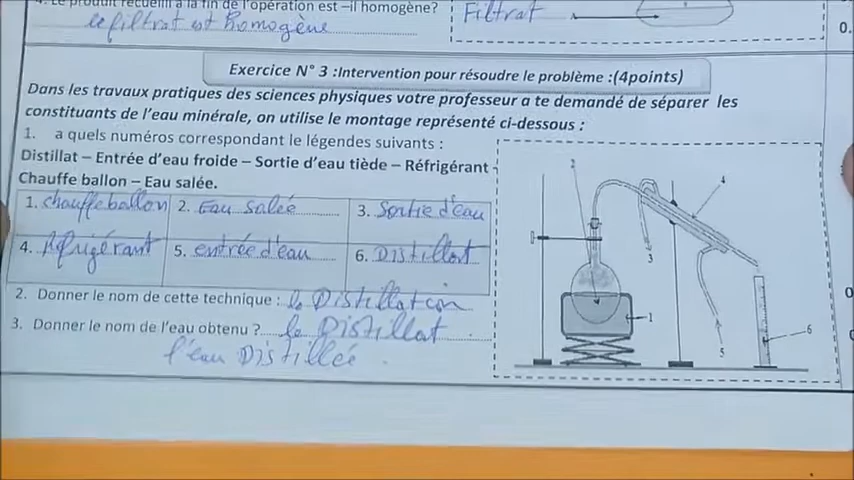 4. Le produit recueilli à la fin de l'opération est –il homogène?
le filtrat est homogène
Filtrat
0.
Exercice N° 3 :Intervention pour résoudre le problème :(4points)
Dans les travaux pratiques des sciences physiques votre professeur a te demandé de séparer les
constituants de l'eau minérale, on utilise le montage représenté ci-dessous :
1. a quels numéros correspondant le légendes suivants :
Distillat – Entrée d'eau froide – Sortie d'eau tiède – Réfrigérant -
Chauffe ballon – Eau salée.
1. chauffe ballon 2. Eau salée 3. Sortie d'eau
4. Réfrigérant 5. entrée d'eau 6. Distillat
2. Donner le nom de cette technique : la Distillation
3. Donner le nom de l'eau obtenu ? le Distillat
l'eau Distillée
2
4
3
1
5
6
0